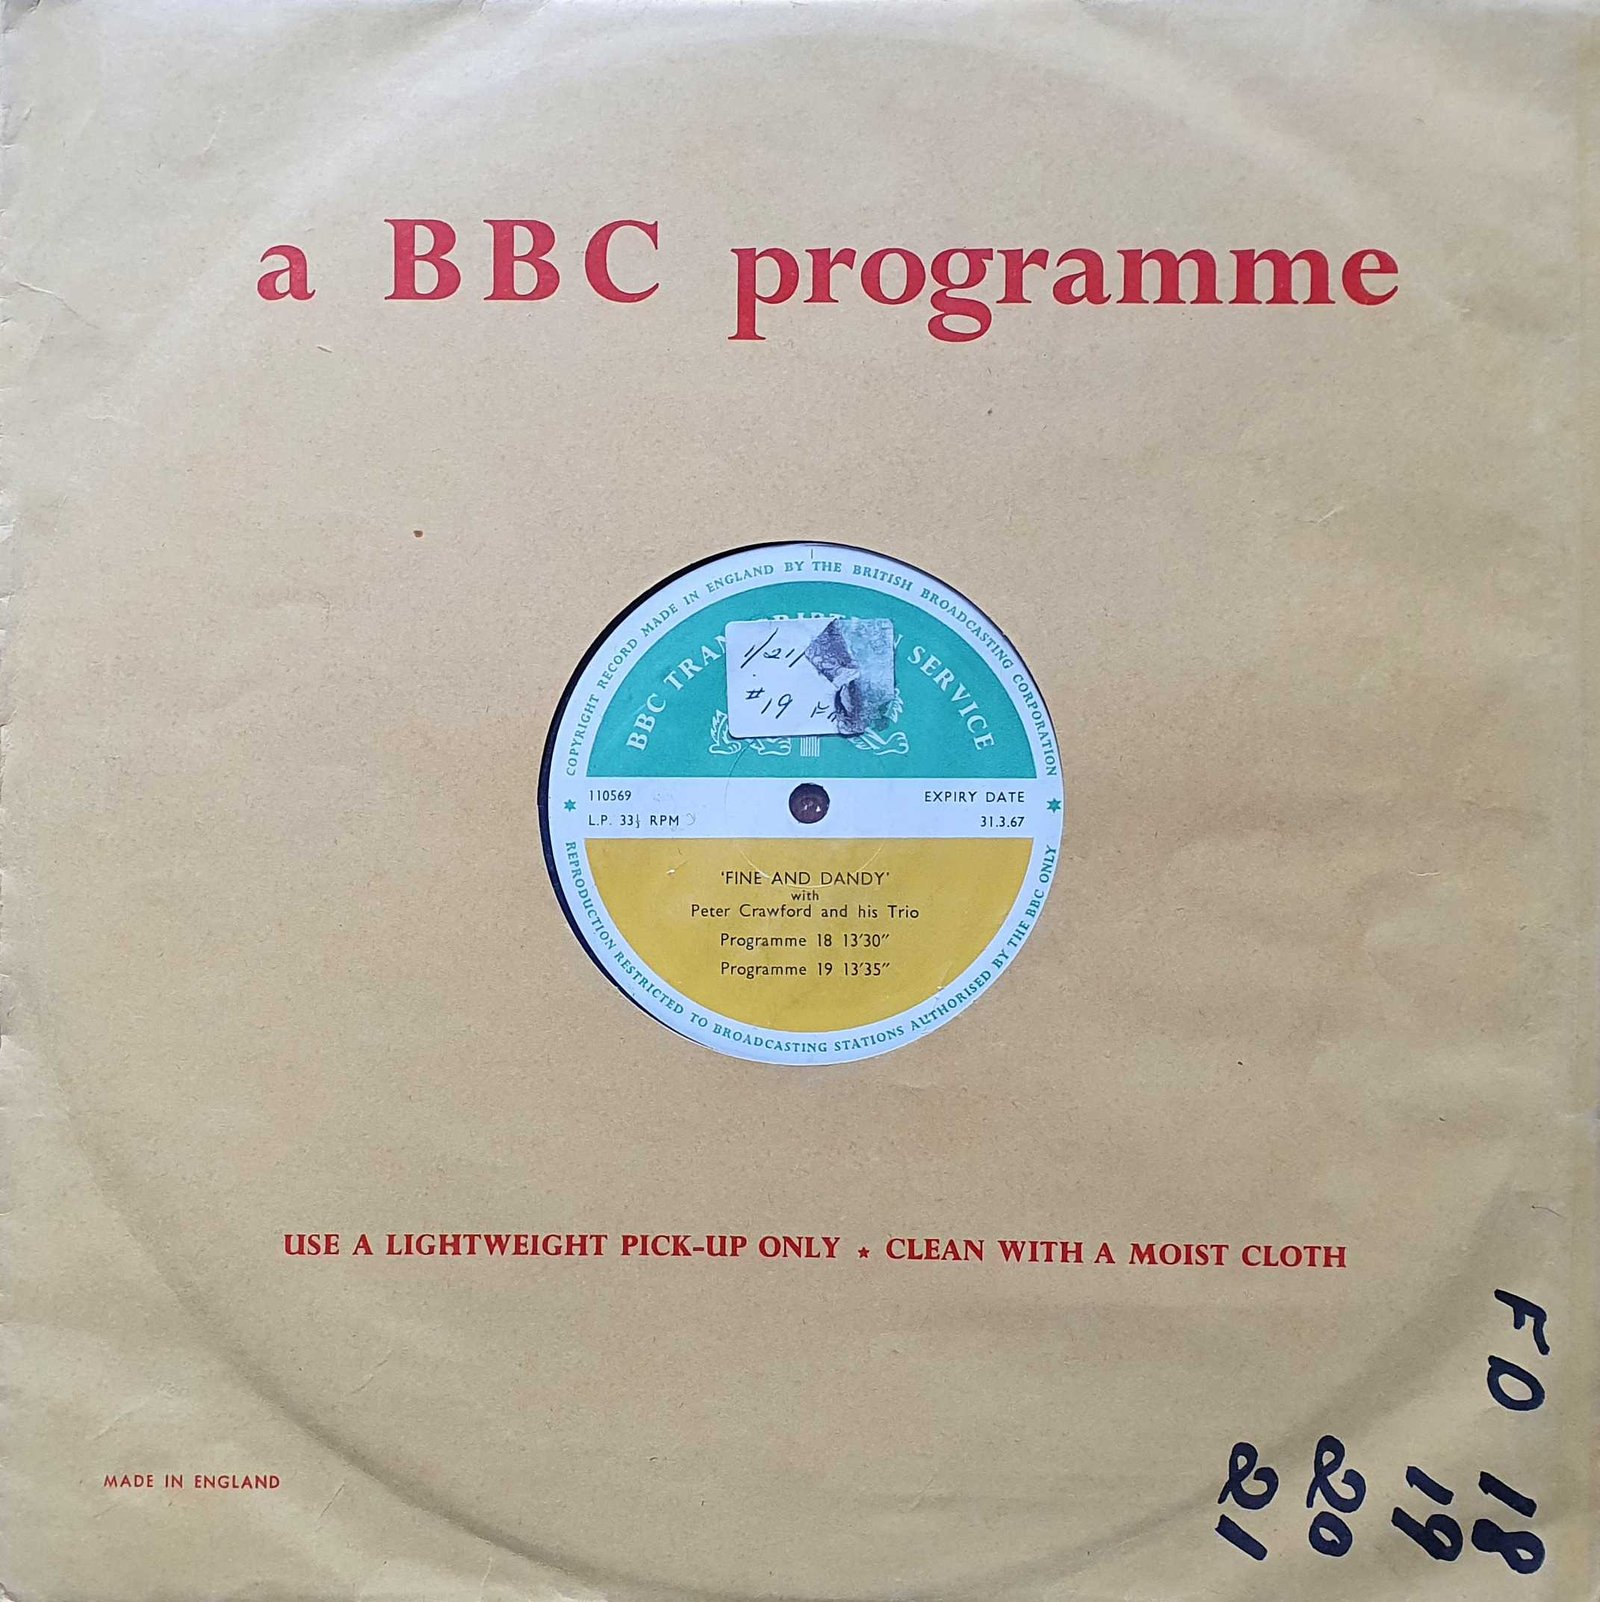 a BBC programme
COPYRIGHT RECORD MADE IN ENGLAND BY THE BRITISH BROADCASTING CORPORATION
BBC SERVICE
1/21/
#19
110569
EXPIRY DATE
L.P. 33⅓ RPM
31.3.67
'FINE AND DANDY'
with
Peter Crawford and his Trio
Programme 18 13'30"
Programme 19 13'35"
REPRODUCTION RESTRICTED TO BROADCASTING STATIONS AUTHORISED BY THE BBC ONLY
USE A LIGHTWEIGHT PICK-UP ONLY ★ CLEAN WITH A MOIST CLOTH
MADE IN ENGLAND
FD 18
19
20
21